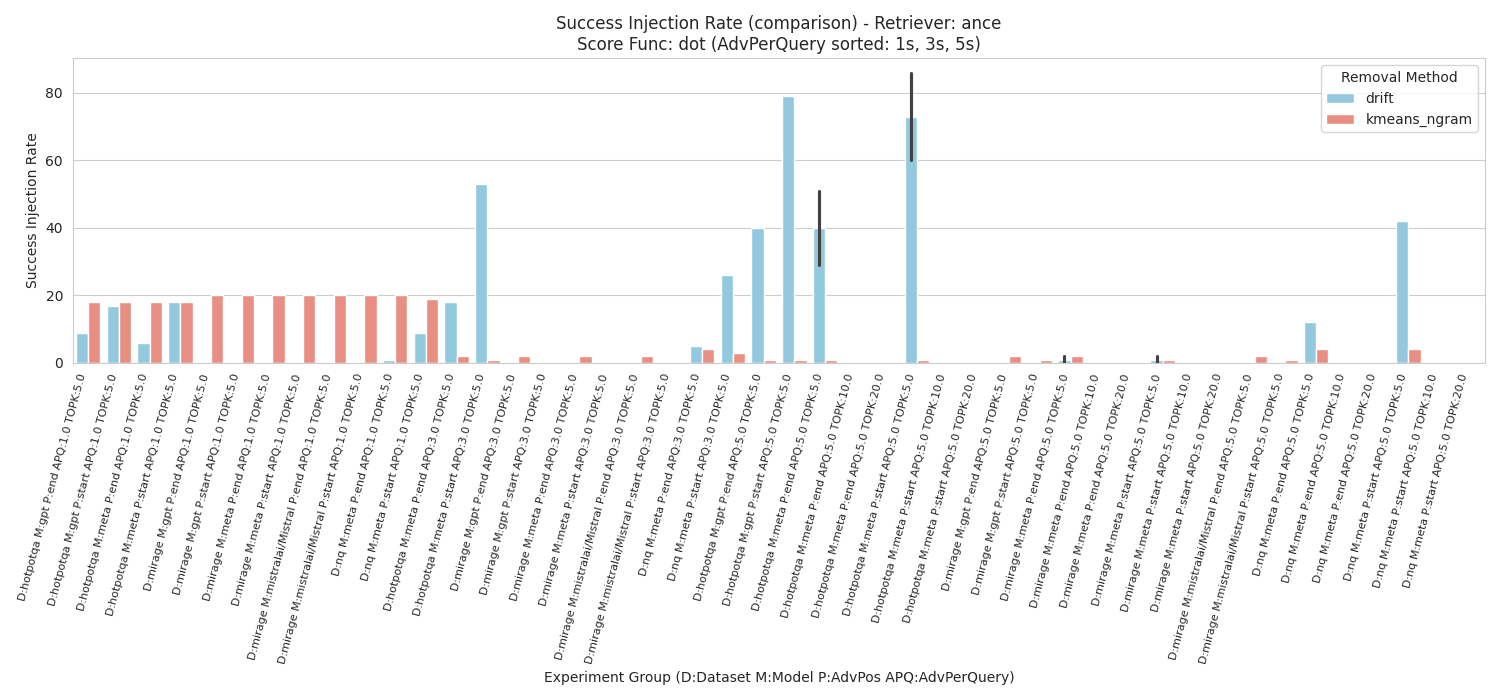 Success Injection Rate (comparison) - Retriever: ance
Score Func: dot (AdvPerQuery sorted: 1s, 3s, 5s)
Removal Method
drift
kmeans_ngram
Success Injection Rate
80
60
40
20
0
D:hotpotqa M:gpt P:end APQ:1.0 TOPK:5.0
D:hotpotqa M:gpt P:start APQ:1.0 TOPK:5.0
D:hotpotqa M:meta P:end APQ:1.0 TOPK:5.0
D:hotpotqa M:meta P:start APQ:1.0 TOPK:5.0
D:mirage M:gpt P:end APQ:1.0 TOPK:5.0
D:mirage M:gpt P:start APQ:1.0 TOPK:5.0
D:mirage M:meta P:end APQ:1.0 TOPK:5.0
D:mirage M:meta P:start APQ:1.0 TOPK:5.0
D:mirage M:mistralai/Mistral P:end APQ:1.0 TOPK:5.0
D:mirage M:mistralai/Mistral P:start APQ:1.0 TOPK:5.0
D:nq M:meta P:end APQ:1.0 TOPK:5.0
D:nq M:meta P:start APQ:1.0 TOPK:5.0
D:hotpotqa M:meta P:end APQ:3.0 TOPK:5.0
D:hotpotqa M:meta P:start APQ:3.0 TOPK:5.0
D:mirage M:gpt P:end APQ:3.0 TOPK:5.0
D:mirage M:gpt P:start APQ:3.0 TOPK:5.0
D:mirage M:meta P:end APQ:3.0 TOPK:5.0
D:mirage M:meta P:start APQ:3.0 TOPK:5.0
D:mirage M:mistralai/Mistral P:end APQ:3.0 TOPK:5.0
D:mirage M:mistralai/Mistral P:start APQ:3.0 TOPK:5.0
D:nq M:meta P:end APQ:3.0 TOPK:5.0
D:nq M:meta P:start APQ:3.0 TOPK:5.0
D:hotpotqa M:gpt P:end APQ:5.0 TOPK:5.0
D:hotpotqa M:gpt P:start APQ:5.0 TOPK:5.0
D:hotpotqa M:meta P:end APQ:5.0 TOPK:5.0
D:hotpotqa M:meta P:end APQ:5.0 TOPK:10.0
D:hotpotqa M:meta P:end APQ:5.0 TOPK:20.0
D:hotpotqa M:meta P:start APQ:5.0 TOPK:5.0
D:hotpotqa M:meta P:start APQ:5.0 TOPK:10.0
D:hotpotqa M:meta P:start APQ:5.0 TOPK:20.0
D:mirage M:gpt P:end APQ:5.0 TOPK:5.0
D:mirage M:gpt P:start APQ:5.0 TOPK:5.0
D:mirage M:meta P:end APQ:5.0 TOPK:5.0
D:mirage M:meta P:end APQ:5.0 TOPK:10.0
D:mirage M:meta P:end APQ:5.0 TOPK:20.0
D:mirage M:meta P:start APQ:5.0 TOPK:5.0
D:mirage M:meta P:start APQ:5.0 TOPK:10.0
D:mirage M:meta P:start APQ:5.0 TOPK:20.0
D:mirage M:mistralai/Mistral P:end APQ:5.0 TOPK:5.0
D:mirage M:mistralai/Mistral P:start APQ:5.0 TOPK:5.0
D:nq M:meta P:end APQ:5.0 TOPK:5.0
D:nq M:meta P:end APQ:5.0 TOPK:10.0
D:nq M:meta P:end APQ:5.0 TOPK:20.0
D:nq M:meta P:start APQ:5.0 TOPK:5.0
D:nq M:meta P:start APQ:5.0 TOPK:10.0
D:nq M:meta P:start APQ:5.0 TOPK:20.0
Experiment Group (D:Dataset M:Model P:AdvPos APQ:AdvPerQuery)